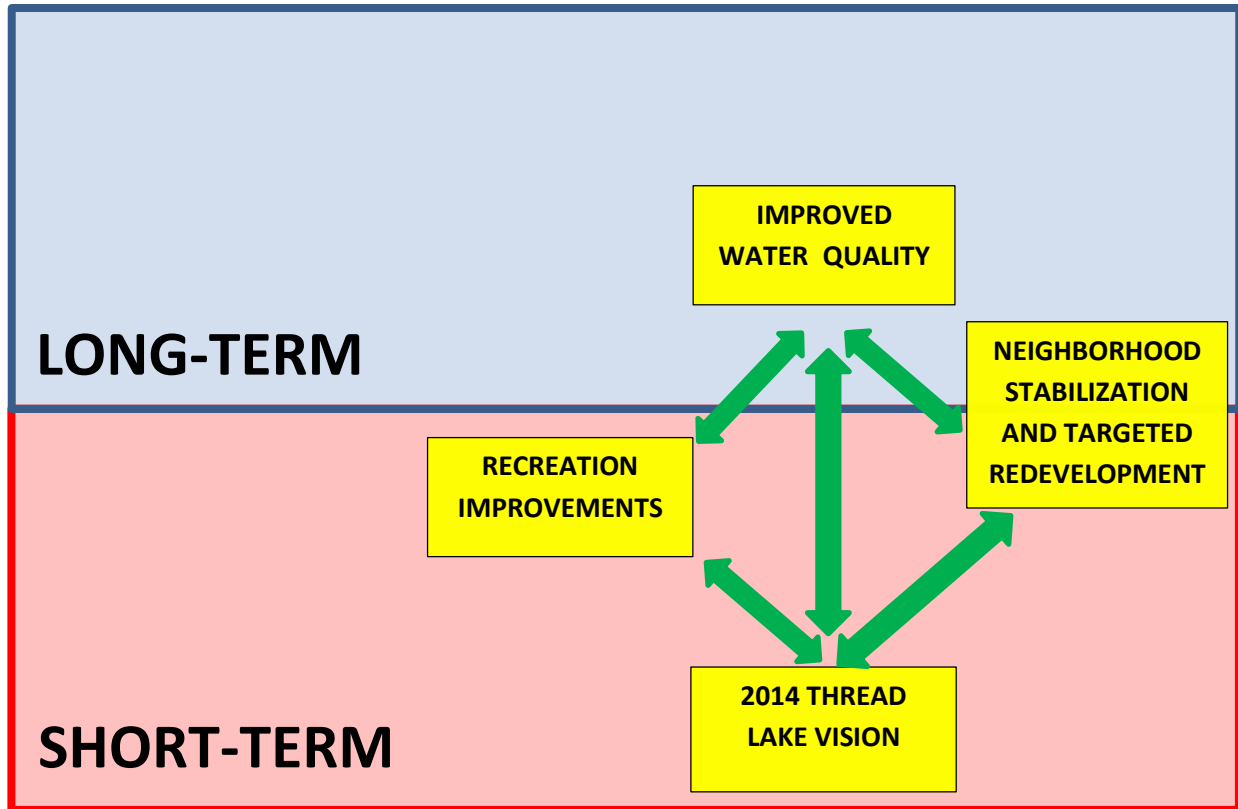 IMPROVED
WATER QUALITY
LONG-TERM
NEIGHBORHOOD
STABILIZATION
AND TARGETED
REDEVELOPMENT
RECREATION
IMPROVEMENTS
2014 THREAD
LAKE VISION
SHORT-TERM